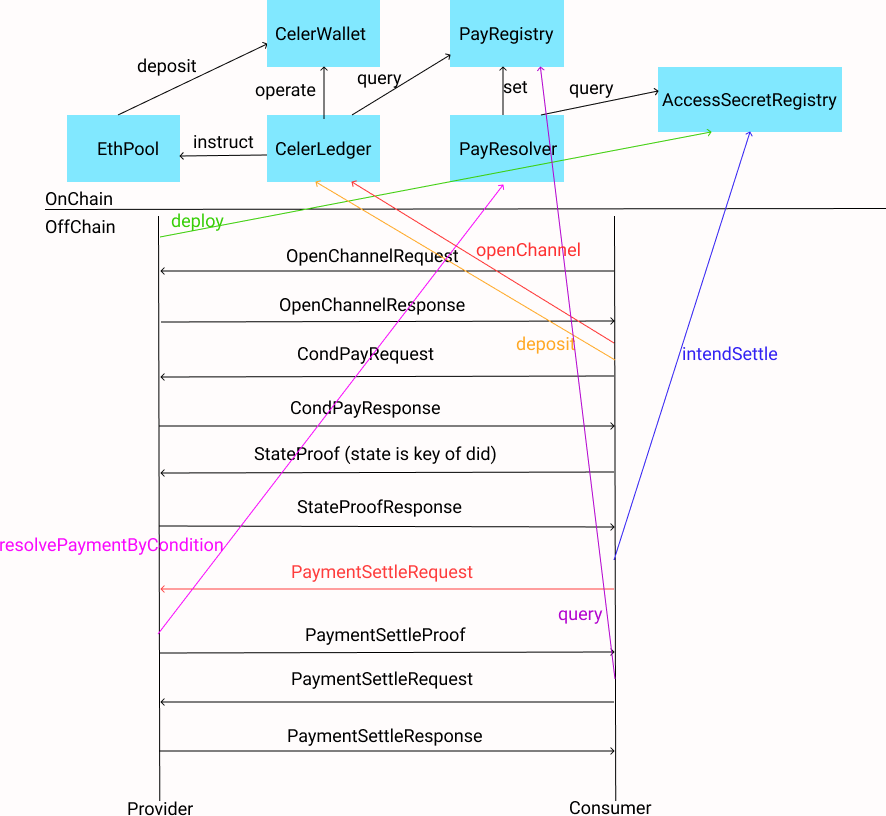 CelerWallet
PayRegistry
deposit
operate
query
set
query
AccessSecretRegistry
EthPool
instruct
CelerLedger
PayResolver
OnChain
OffChain
deploy
openChannel
OpenChannelRequest
OpenChannelResponse
deposit
CondPayRequest
intendSettle
CondPayResponse
StateProof (state is key of did)
StateProofResponse
resolvePaymentByCondition
PaymentSettleRequest
query
PaymentSettleProof
PaymentSettleRequest
PaymentSettleResponse
Provider
Consumer